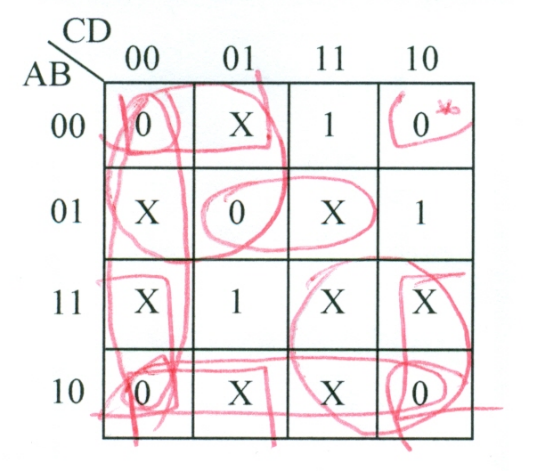 CD
AB
00 01 11 10
00 0 X 1 0*
01 X 0 X 1
11 X 1 X X
10 0 X X 0